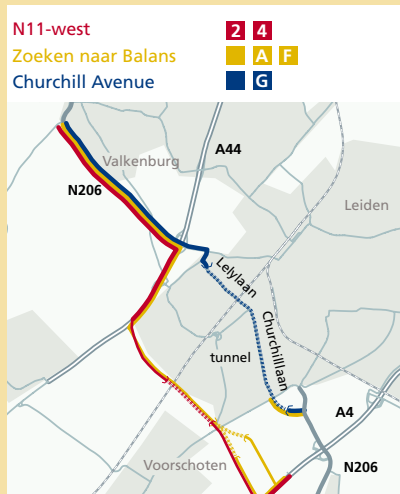 N11-west 2 4
Zoeken naar Balans A F
Churchill Avenue G
A44
Valkenburg
N206
Leiden
Lelylaan
Churchilllaan
tunnel
A4
Voorschoten
N206